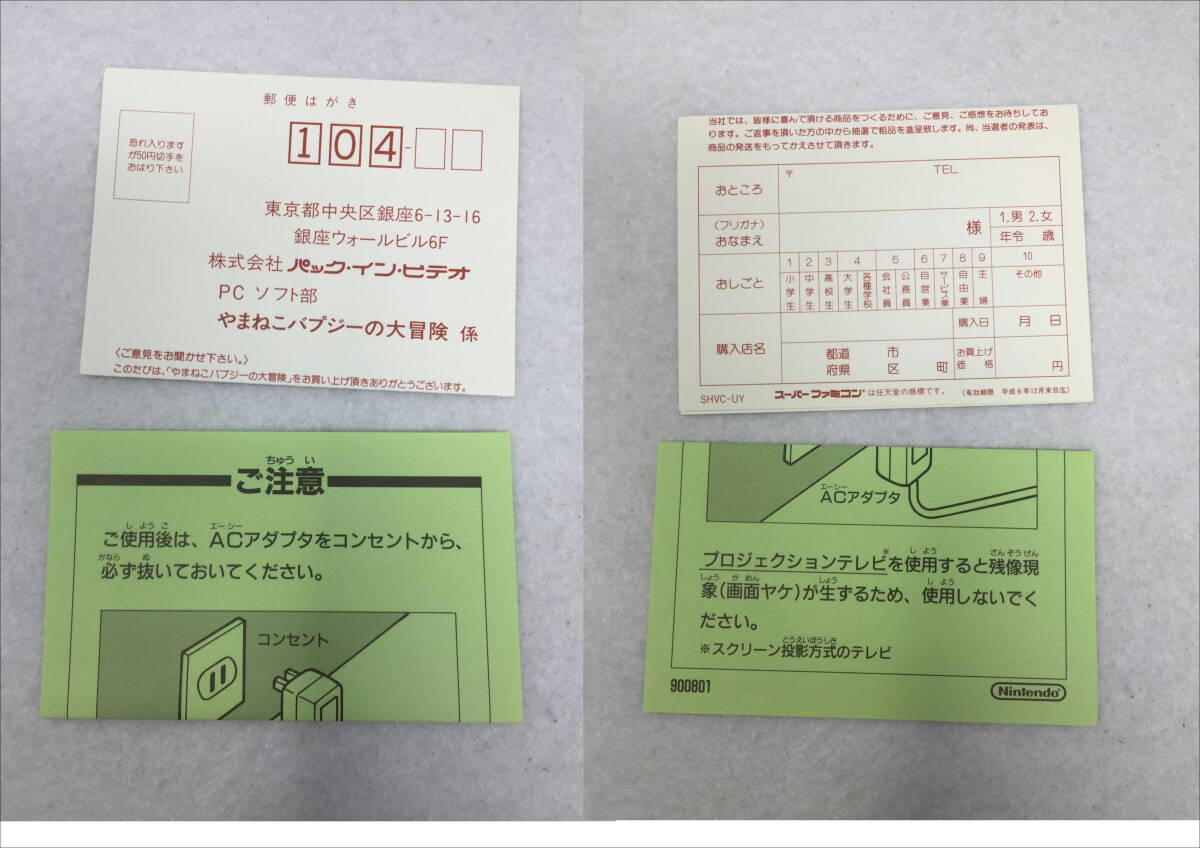 郵便はがき
恐れ入ります
が50円切手を
おはり下さい
104-
東京都中央区銀座6-13-16
銀座ウォールビル6F
株式会社 パック・イン・ビデオ
PC ソフト部
やまねこバブジーの大冒険 係
〈ご意見をお聞かせ下さい。〉
このたびは、「やまねこバブジーの大冒険」をお買い上げ頂きありがとうございます。
ちゅう い
ご注意
し よう ご エーシー
ご使用後は、ACアダプタをコンセントから、
かなら ぬ
必ず抜いておいてください。
コンセント
当社では、皆様に喜んで頂ける商品をつくるために、ご意見、ご感想をお待ちしてお
ります。ご返事を頂いた方の中から抽選で粗品を進呈致します。尚、当選者の発表は、
商品の発送をもってかえさせて頂きます。
おところ 〒 TEL
(フリガナ)
おなまえ 様 1.男 2.女
年令 歳
おしごと
1 2 3 4 5 6 7 8 9 10
小学生 中学生 高校生 大学生 各種学校 会社員 公務員 自営業 サービス業 自由業 主婦 その他
購入店名 都道府県 市区 町
購入日 月 日
お買上げ
価格 円
SHVC-UY スーパーファミコンは任天堂の商標です。 (有効期限 平成6年12月末日迄)
エーシー
ACアダプタ
※ し よう ざんぞうげん
プロジェクションテレビを使用すると残像現
しょう が めん しょう し よう
象(画面ヤケ)が生ずるため、使用しないでく
ださい。
とうえいほうしき
※スクリーン投影方式のテレビ
900801
Nintendo